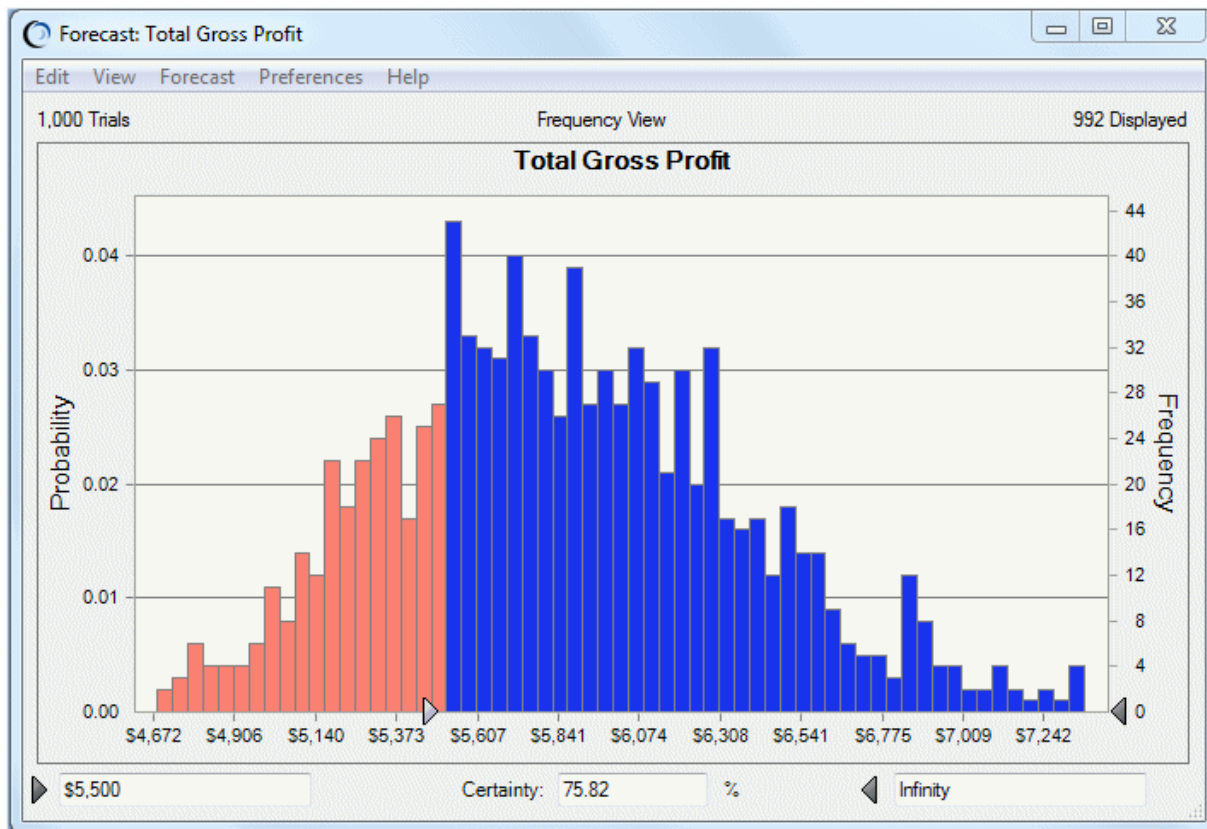 Forecast: Total Gross Profit
Edit View Forecast Preferences Help
1,000 Trials Frequency View 992 Displayed
Total Gross Profit
Probability
0.04
0.03
0.02
0.01
0.00
44
40
36
32
28
24
20
16
12
8
4
0
Frequency
$4,672 $4,906 $5,140 $5,373 $5,607 $5,841 $6,074 $6,308 $6,541 $6,775 $7,009 $7,242
$5,500 Certainty: 75.82 % Infinity